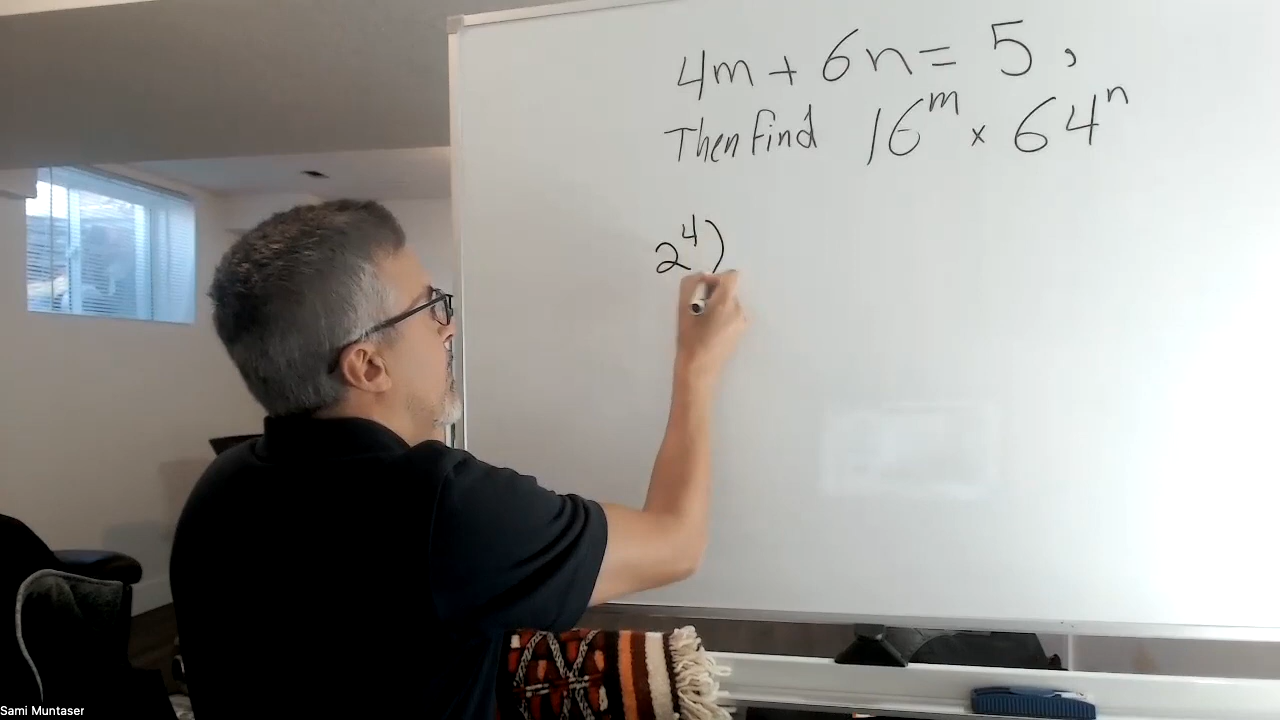 4m + 6n = 5,
Then find 16^m × 64^n
2^4)
Sami Muntaser